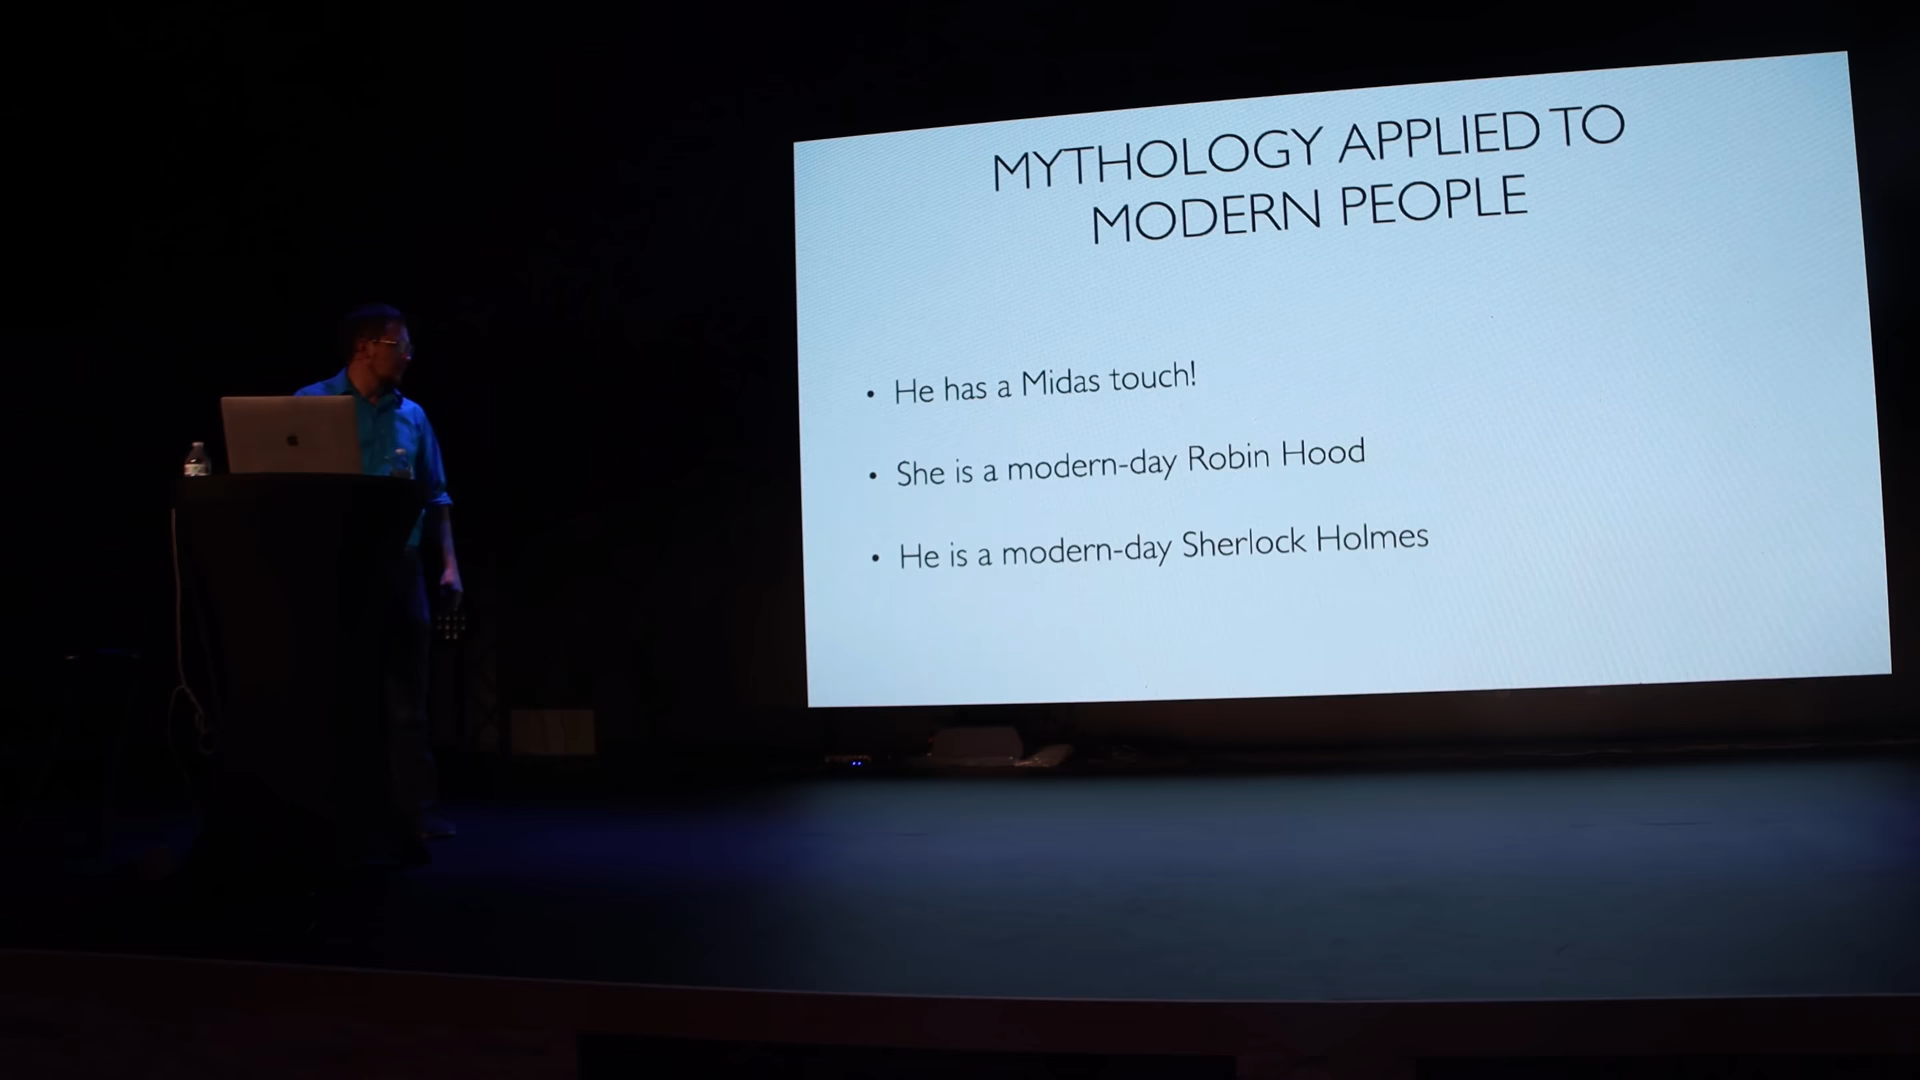 MYTHOLOGY APPLIED TO
MODERN PEOPLE
• He has a Midas touch!
• She is a modern-day Robin Hood
• He is a modern-day Sherlock Holmes